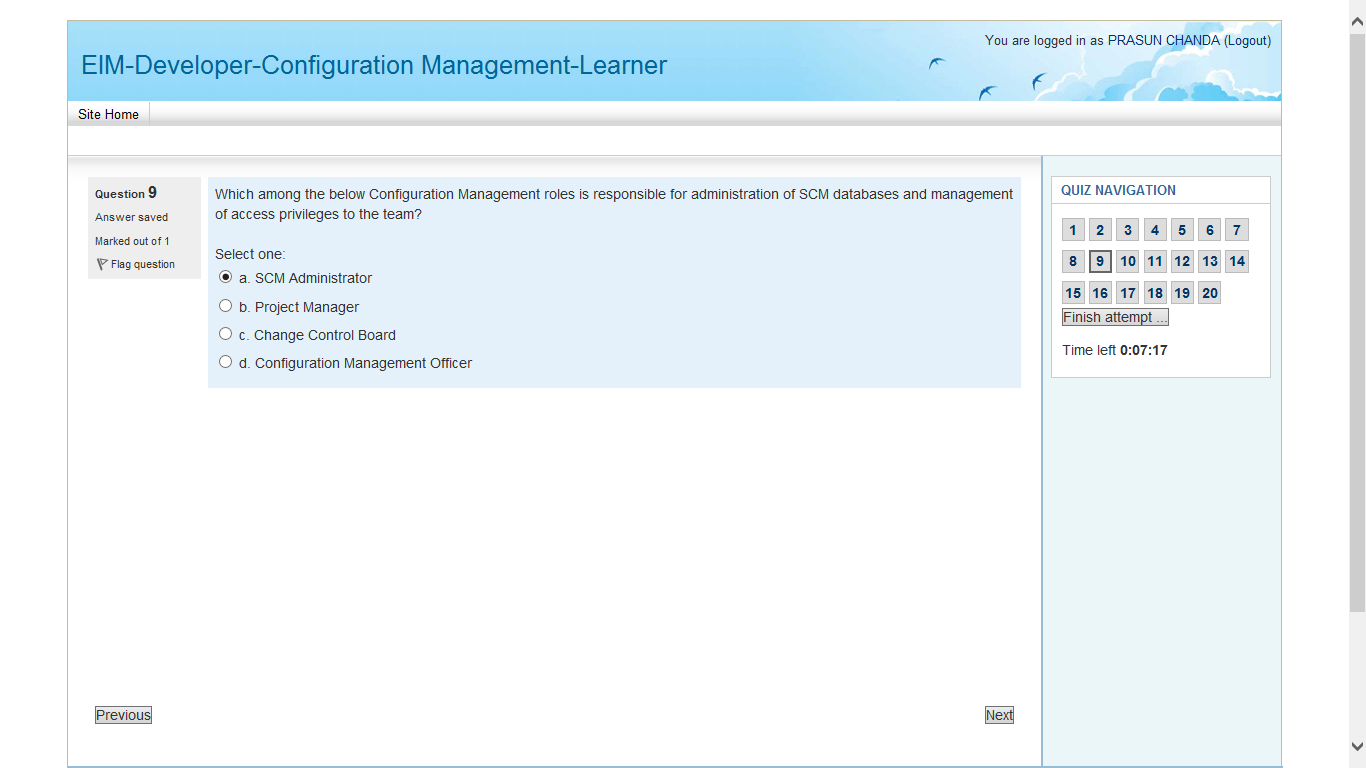 You are logged in as PRASUN CHANDA (Logout)
EIM-Developer-Configuration Management-Learner
Site Home
Question 9
Answer saved
Marked out of 1
Flag question
Which among the below Configuration Management roles is responsible for administration of SCM databases and management
of access privileges to the team?
Select one:
a. SCM Administrator
b. Project Manager
c. Change Control Board
d. Configuration Management Officer
Previous
Next
QUIZ NAVIGATION
1 2 3 4 5 6 7
8 9 10 11 12 13 14
15 16 17 18 19 20
Finish attempt ...
Time left 0:07:17